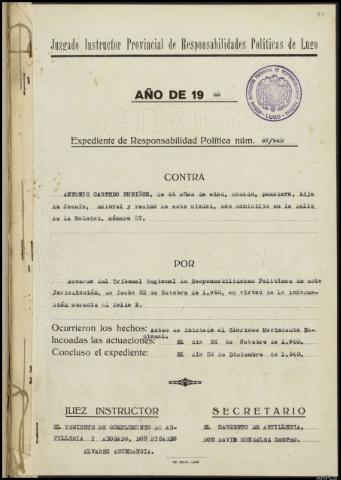 Juzgado Instructor Provincial de Responsabilidades Políticas de Lugo
AÑO DE 19 40
Expediente de Responsabilidad Política núm. 67/940
CONTRA
ANTONIO CASTEDO RUBIÑOS, de 44 años de edad, casado, panadero, hijo
de Josefa, natural y vecino de esta ciudad, con domicilio en la calle
de la Soledad, número 27.
POR
Acuerdo del Tribunal Regional de Responsabilidades Políticas de esta
Jurisdicción, su fecha 22 de Octubre de 1.940, en virtud de la informa-
ción obrante al folio 2.
Ocurrieron los hechos: Antes de iniciado el Glorioso Movimiento Na-
cional.
Incoadas las actuaciones: El día 26 de Octubre de 1.940.
Concluso el expediente: El día 20 de Diciembre de 1.940.
JUEZ INSTRUCTOR
EL TENIENTE DE COMPLEMENTO DE AR-
TILLERIA Y ABOGADO, DON RICARDO
ALVAREZ ABUNDANCIA.
SECRETARIO
EL SARGENTO DE ARTILLERIA,
DON DAVID GONZALEZ
LUGO